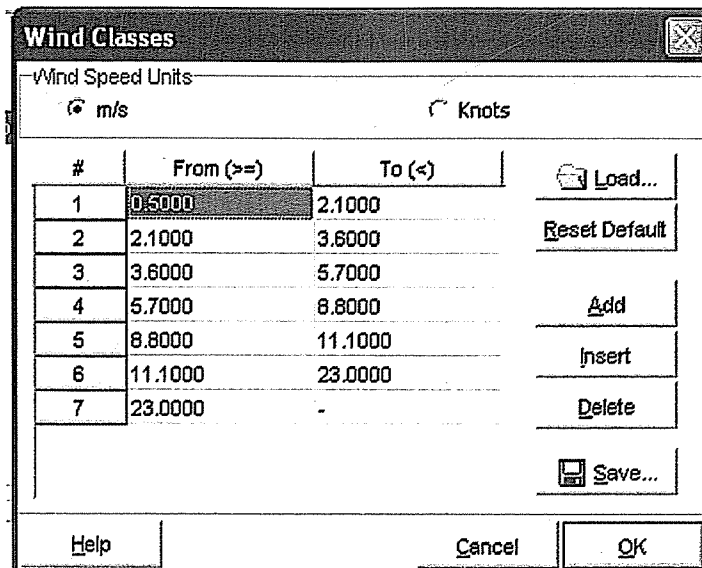 Wind Classes
Wind Speed Units
m/s Knots
# From (>=) To (<)
1 0.5000 2.1000
2 2.1000 3.6000
3 3.6000 5.7000
4 5.7000 8.8000
5 8.8000 11.1000
6 11.1000 23.0000
7 23.0000 -
Load...
Reset Default
Add
Insert
Delete
Save...
Help Cancel OK